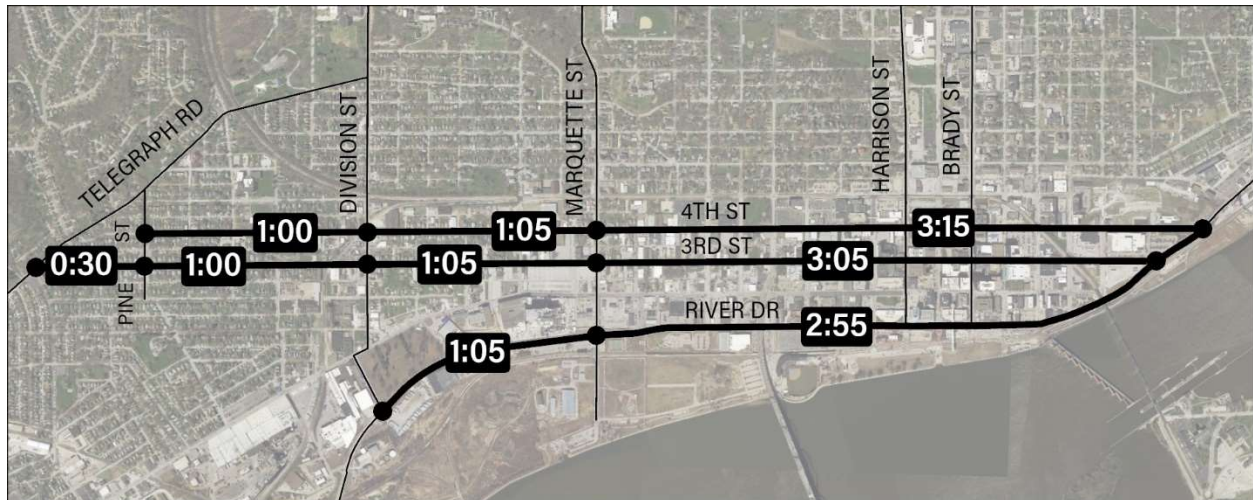 TELEGRAPH RD
PINE ST
DIVISION ST
MARQUETTE ST
HARRISON ST
BRADY ST
4TH ST
1:00
1:05
3:15
3RD ST
0:30
1:00
1:05
3:05
RIVER DR
1:05
2:55